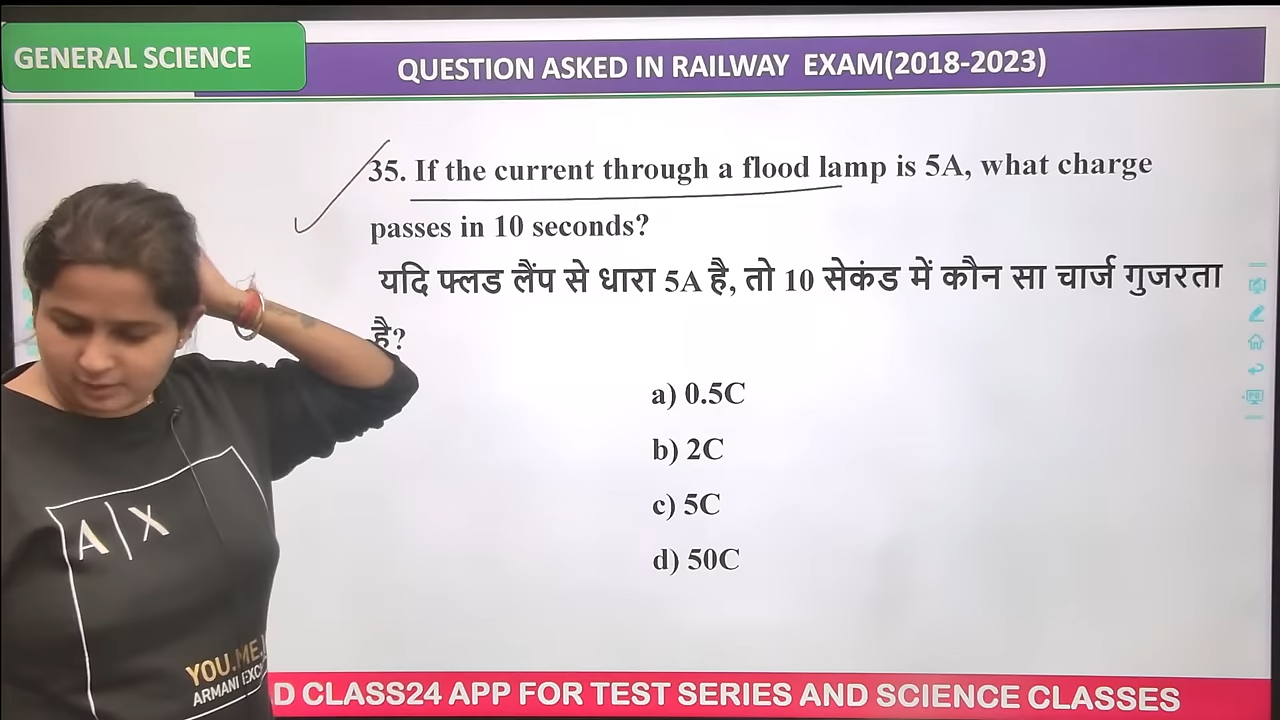 GENERAL SCIENCE
QUESTION ASKED IN RAILWAY EXAM(2018-2023)
35. If the current through a flood lamp is 5A, what charge
passes in 10 seconds?
यदि फ्लड लैंप से धारा 5A है, तो 10 सेकंड में कौन सा चार्ज गुजरता
है?
a) 0.5C
b) 2C
c) 5C
d) 50C
A|X
YOU.ME.
ARMANI
D CLASS24 APP FOR TEST SERIES AND SCIENCE CLASSES